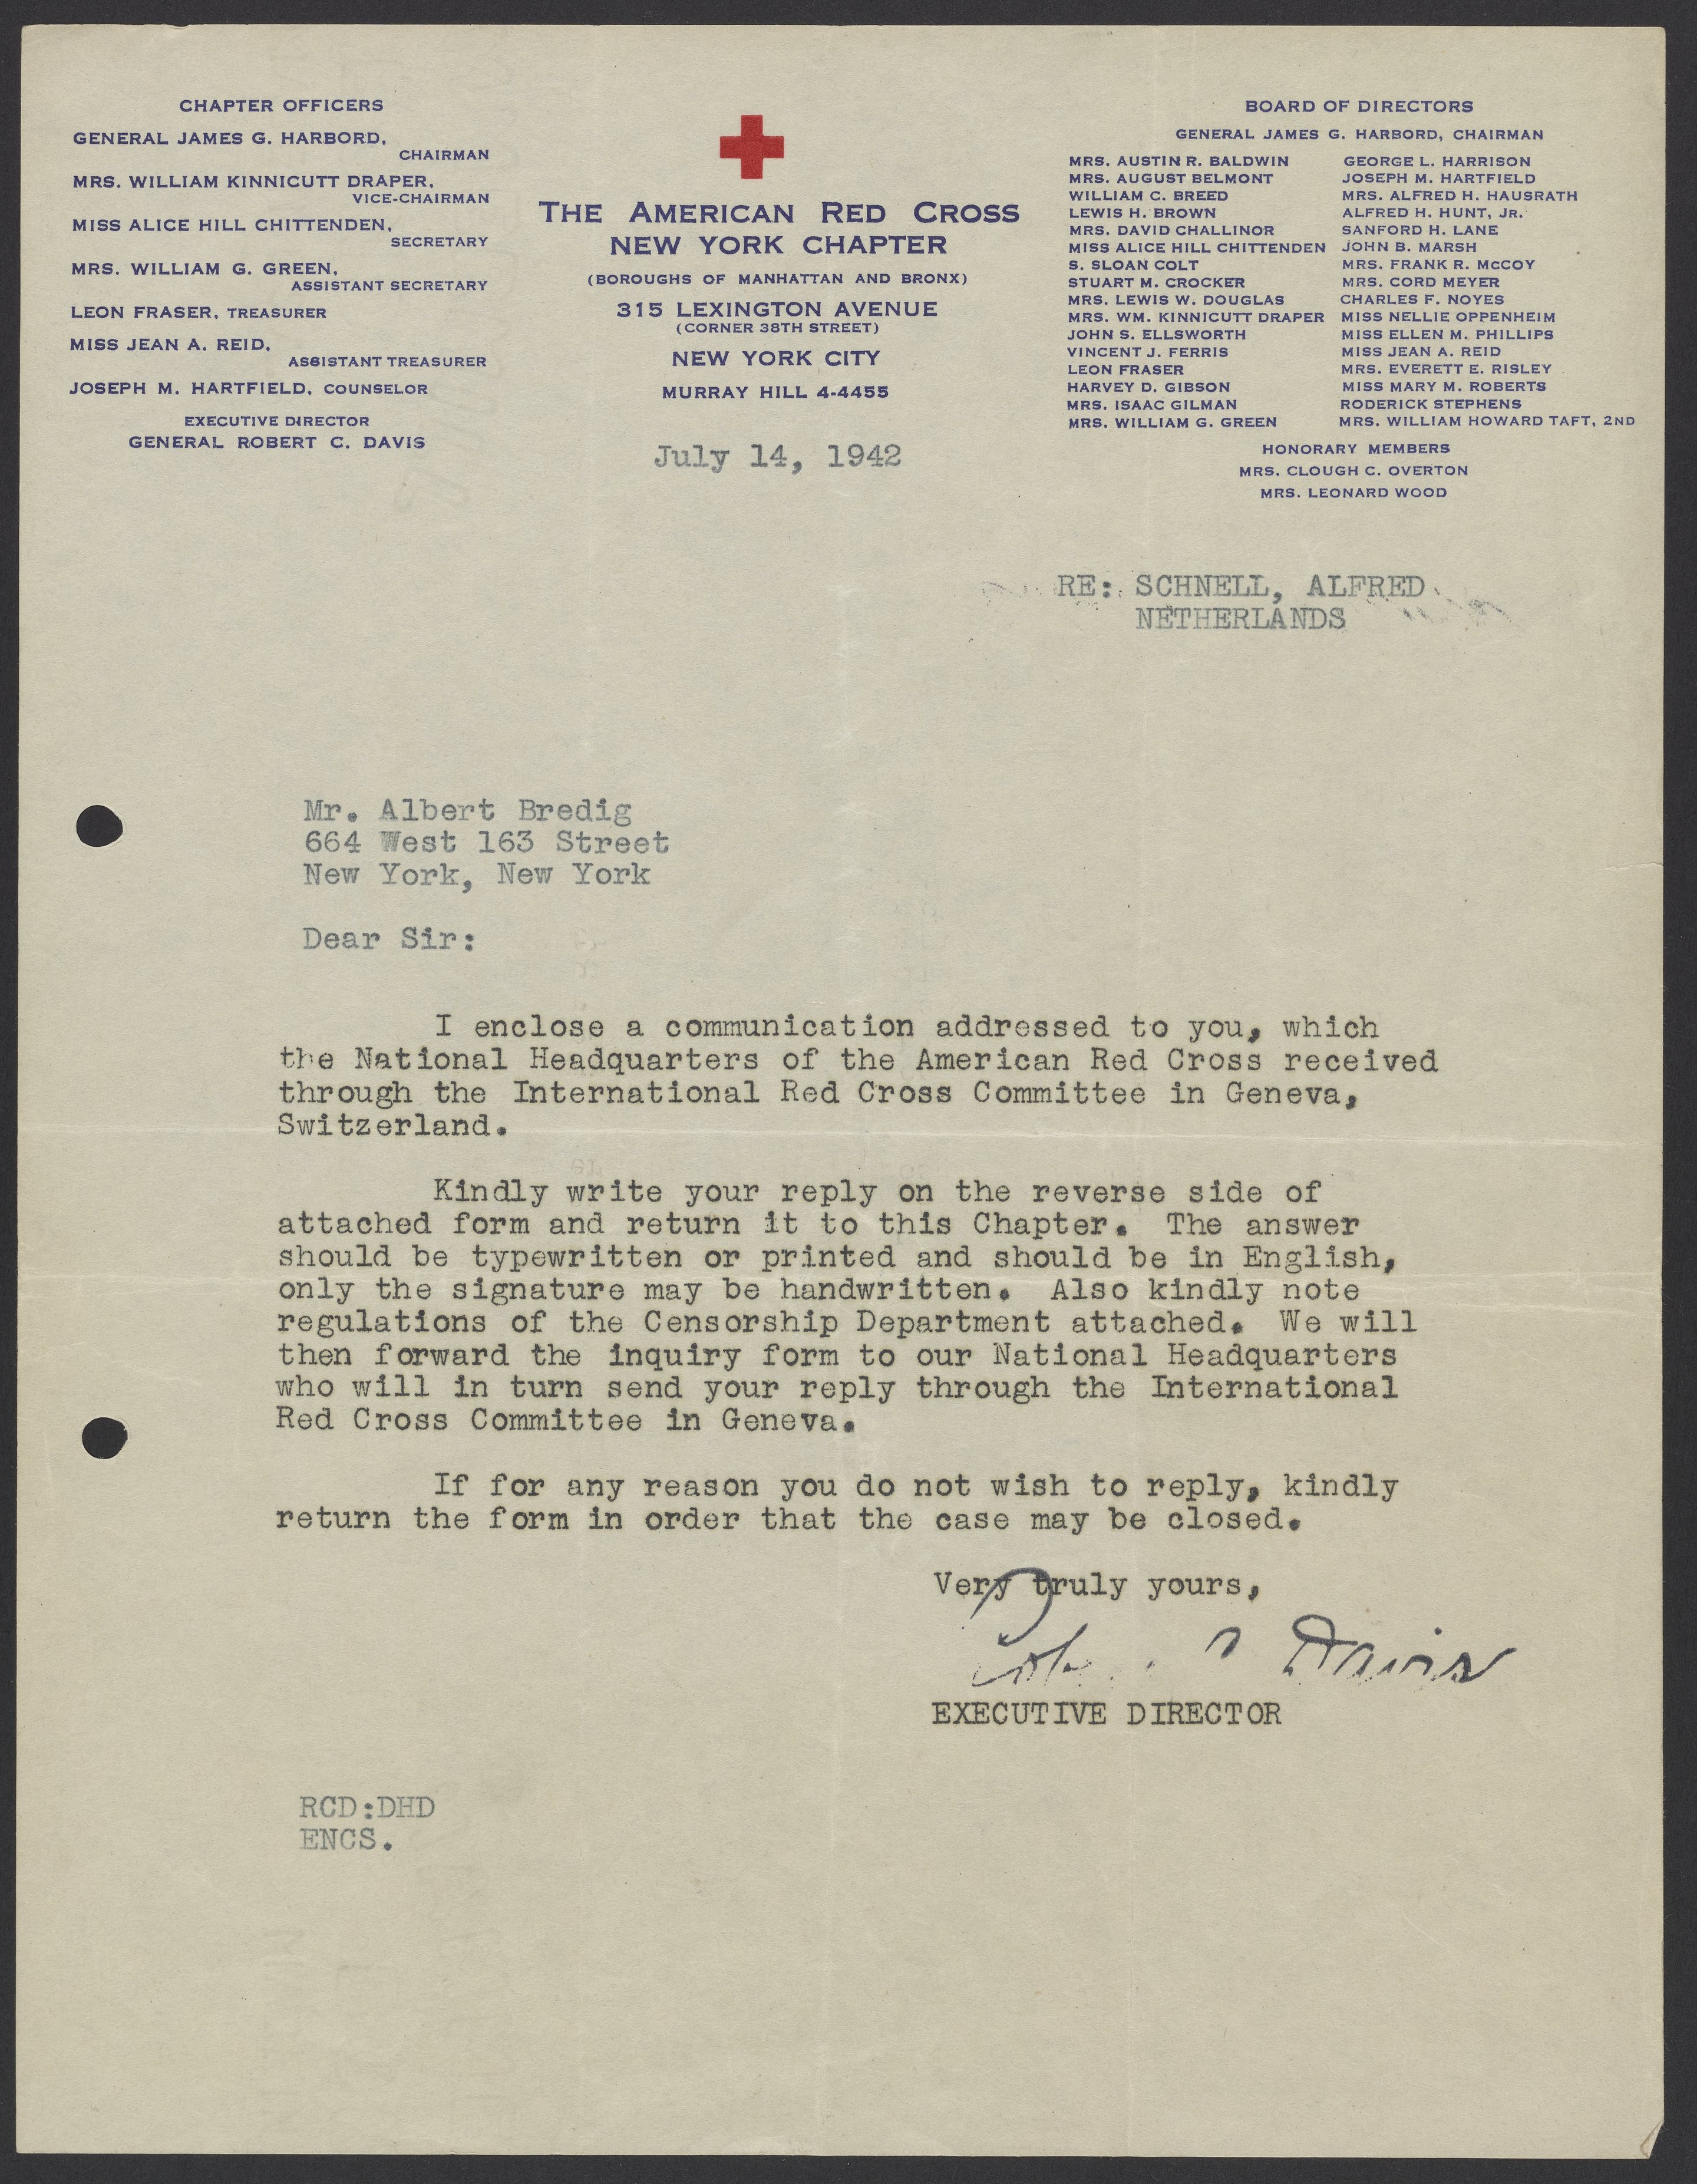 CHAPTER OFFICERS
GENERAL JAMES G. HARBORD,
CHAIRMAN
MRS. WILLIAM KINNICUTT DRAPER,
VICE-CHAIRMAN
MISS ALICE HILL CHITTENDEN,
SECRETARY
MRS. WILLIAM G. GREEN,
ASSISTANT SECRETARY
LEON FRASER, TREASURER
MISS JEAN A. REID,
ASSISTANT TREASURER
JOSEPH M. HARTFIELD, COUNSELOR
EXECUTIVE DIRECTOR
GENERAL ROBERT C. DAVIS
THE AMERICAN RED CROSS
NEW YORK CHAPTER
(BOROUGHS OF MANHATTAN AND BRONX)
315 LEXINGTON AVENUE
(CORNER 38TH STREET)
NEW YORK CITY
MURRAY HILL 4-4455
July 14, 1942
BOARD OF DIRECTORS
GENERAL JAMES G. HARBORD, CHAIRMAN
MRS. AUSTIN R. BALDWIN
MRS. AUGUST BELMONT
WILLIAM C. BREED
LEWIS H. BROWN
MRS. DAVID CHALLINOR
MISS ALICE HILL CHITTENDEN
S. SLOAN COLT
STUART M. CROCKER
MRS. LEWIS W. DOUGLAS
MRS. WM. KINNICUTT DRAPER
JOHN S. ELLSWORTH
VINCENT J. FERRIS
LEON FRASER
HARVEY D. GIBSON
MRS. ISAAC GILMAN
MRS. WILLIAM G. GREEN
GEORGE L. HARRISON
JOSEPH M. HARTFIELD
MRS. ALFRED H. HAUSRATH
ALFRED H. HUNT, JR.
SANFORD H. LANE
JOHN B. MARSH
MRS. FRANK R. McCOY
MRS. CORD MEYER
CHARLES F. NOYES
MISS NELLIE OPPENHEIM
MISS ELLEN M. PHILLIPS
MISS JEAN A. REID
MRS. EVERETT E. RISLEY
MISS MARY M. ROBERTS
RODERICK STEPHENS
MRS. WILLIAM HOWARD TAFT, 2ND
HONORARY MEMBERS
MRS. CLOUGH C. OVERTON
MRS. LEONARD WOOD
RE: SCHNELL, ALFRED
NETHERLANDS
Mr. Albert Bredig
664 West 163 Street
New York, New York
Dear Sir:
I enclose a communication addressed to you, which
the National Headquarters of the American Red Cross received
through the International Red Cross Committee in Geneva,
Switzerland.
Kindly write your reply on the reverse side of
attached form and return it to this Chapter. The answer
should be typewritten or printed and should be in English,
only the signature may be handwritten. Also kindly note
regulations of the Censorship Department attached. We will
then forward the inquiry form to our National Headquarters
who will in turn send your reply through the International
Red Cross Committee in Geneva.
If for any reason you do not wish to reply, kindly
return the form in order that the case may be closed.
Very truly yours,
Davis
EXECUTIVE DIRECTOR
RCD:DHD
ENCS.